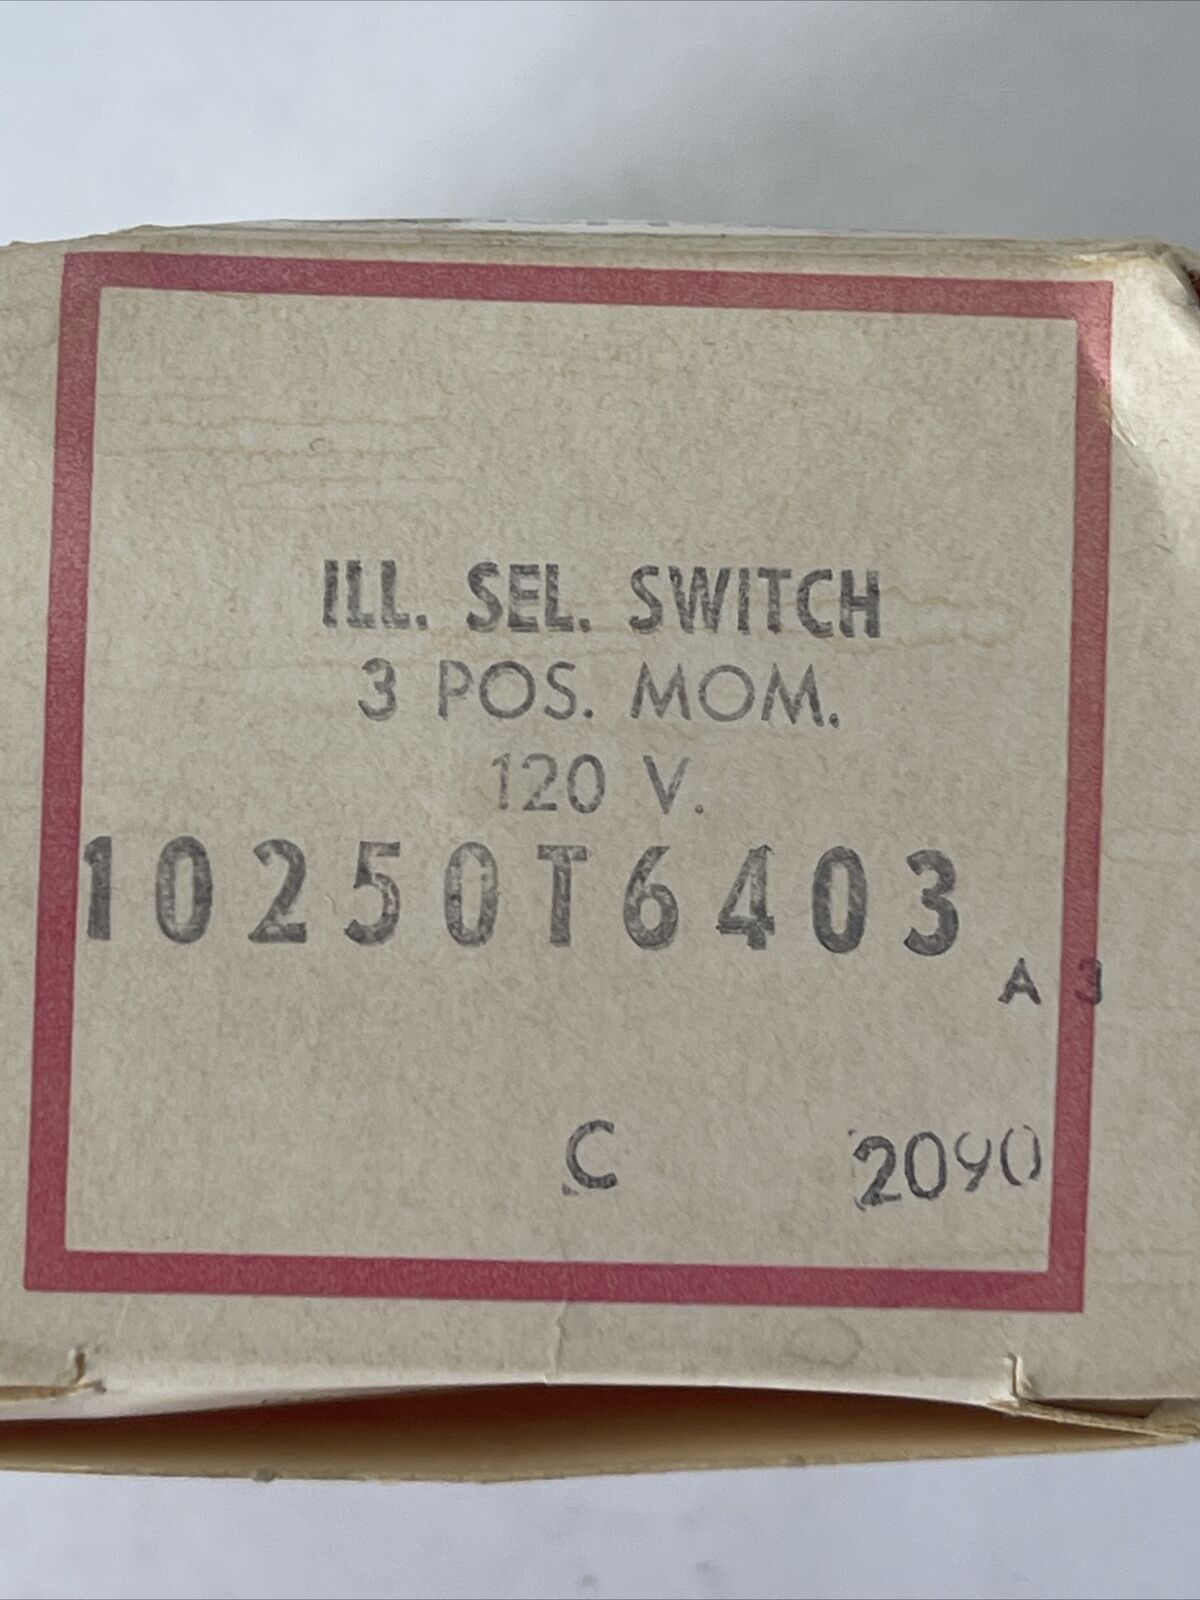 ILL. SEL. SWITCH
3 POS. MOM.
120 V.
10250T6403
A 3
C 2090